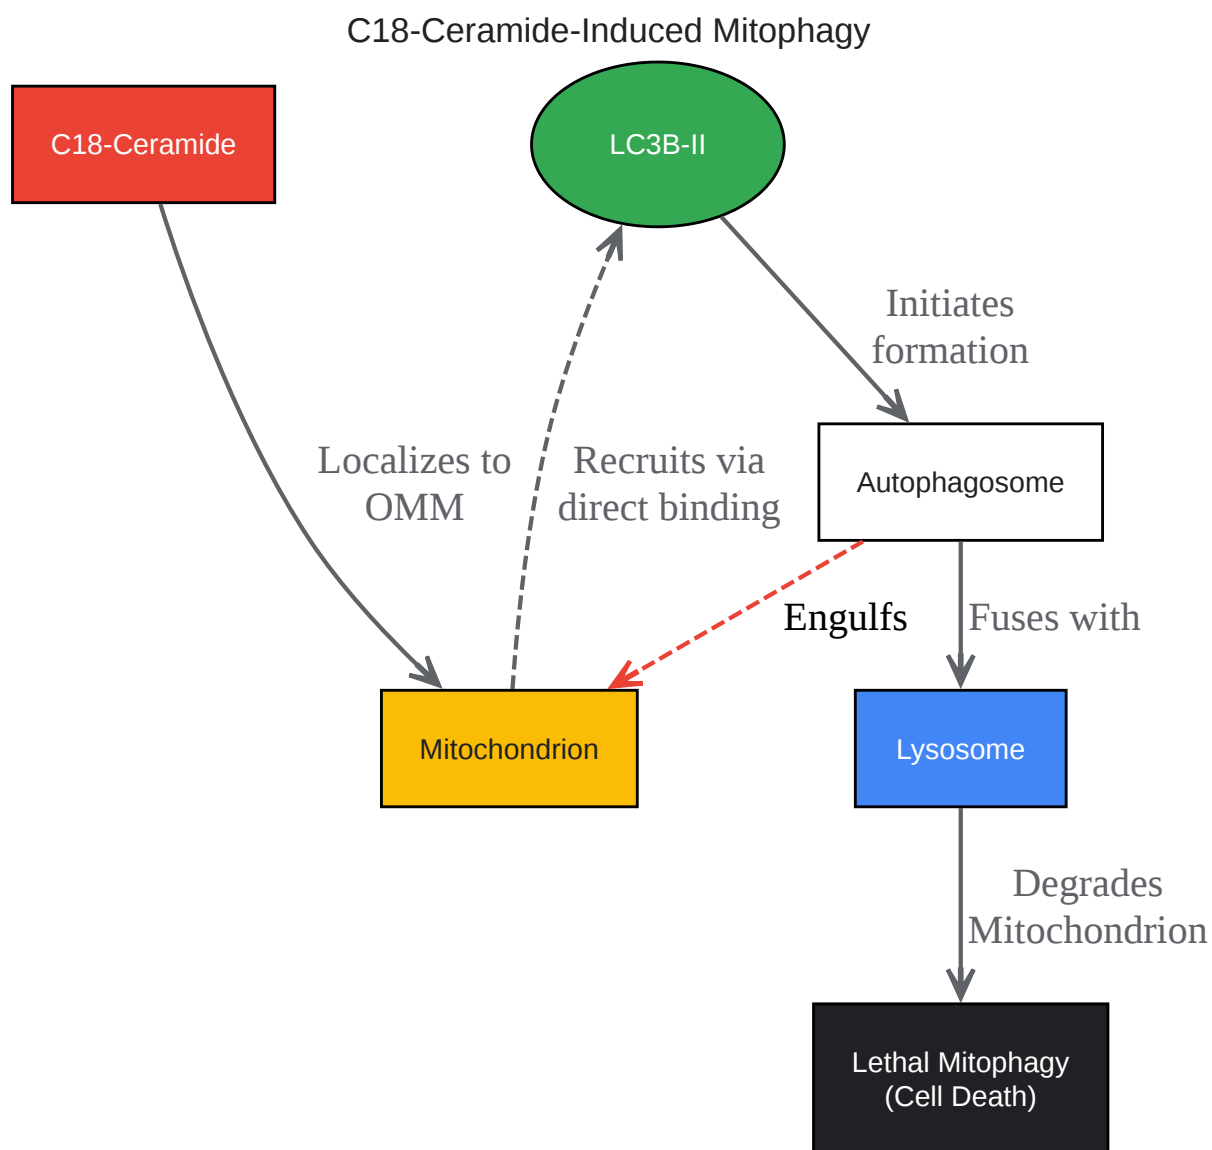 C18-Ceramide-Induced Mitophagy
C18-Ceramide
LC3B-II
Initiates
formation
Localizes to
OMM
Recruits via
direct binding
Autophagosome
Engulfs
Fuses with
Mitochondrion
Lysosome
Degrades
Mitochondrion
Lethal Mitophagy
(Cell Death)